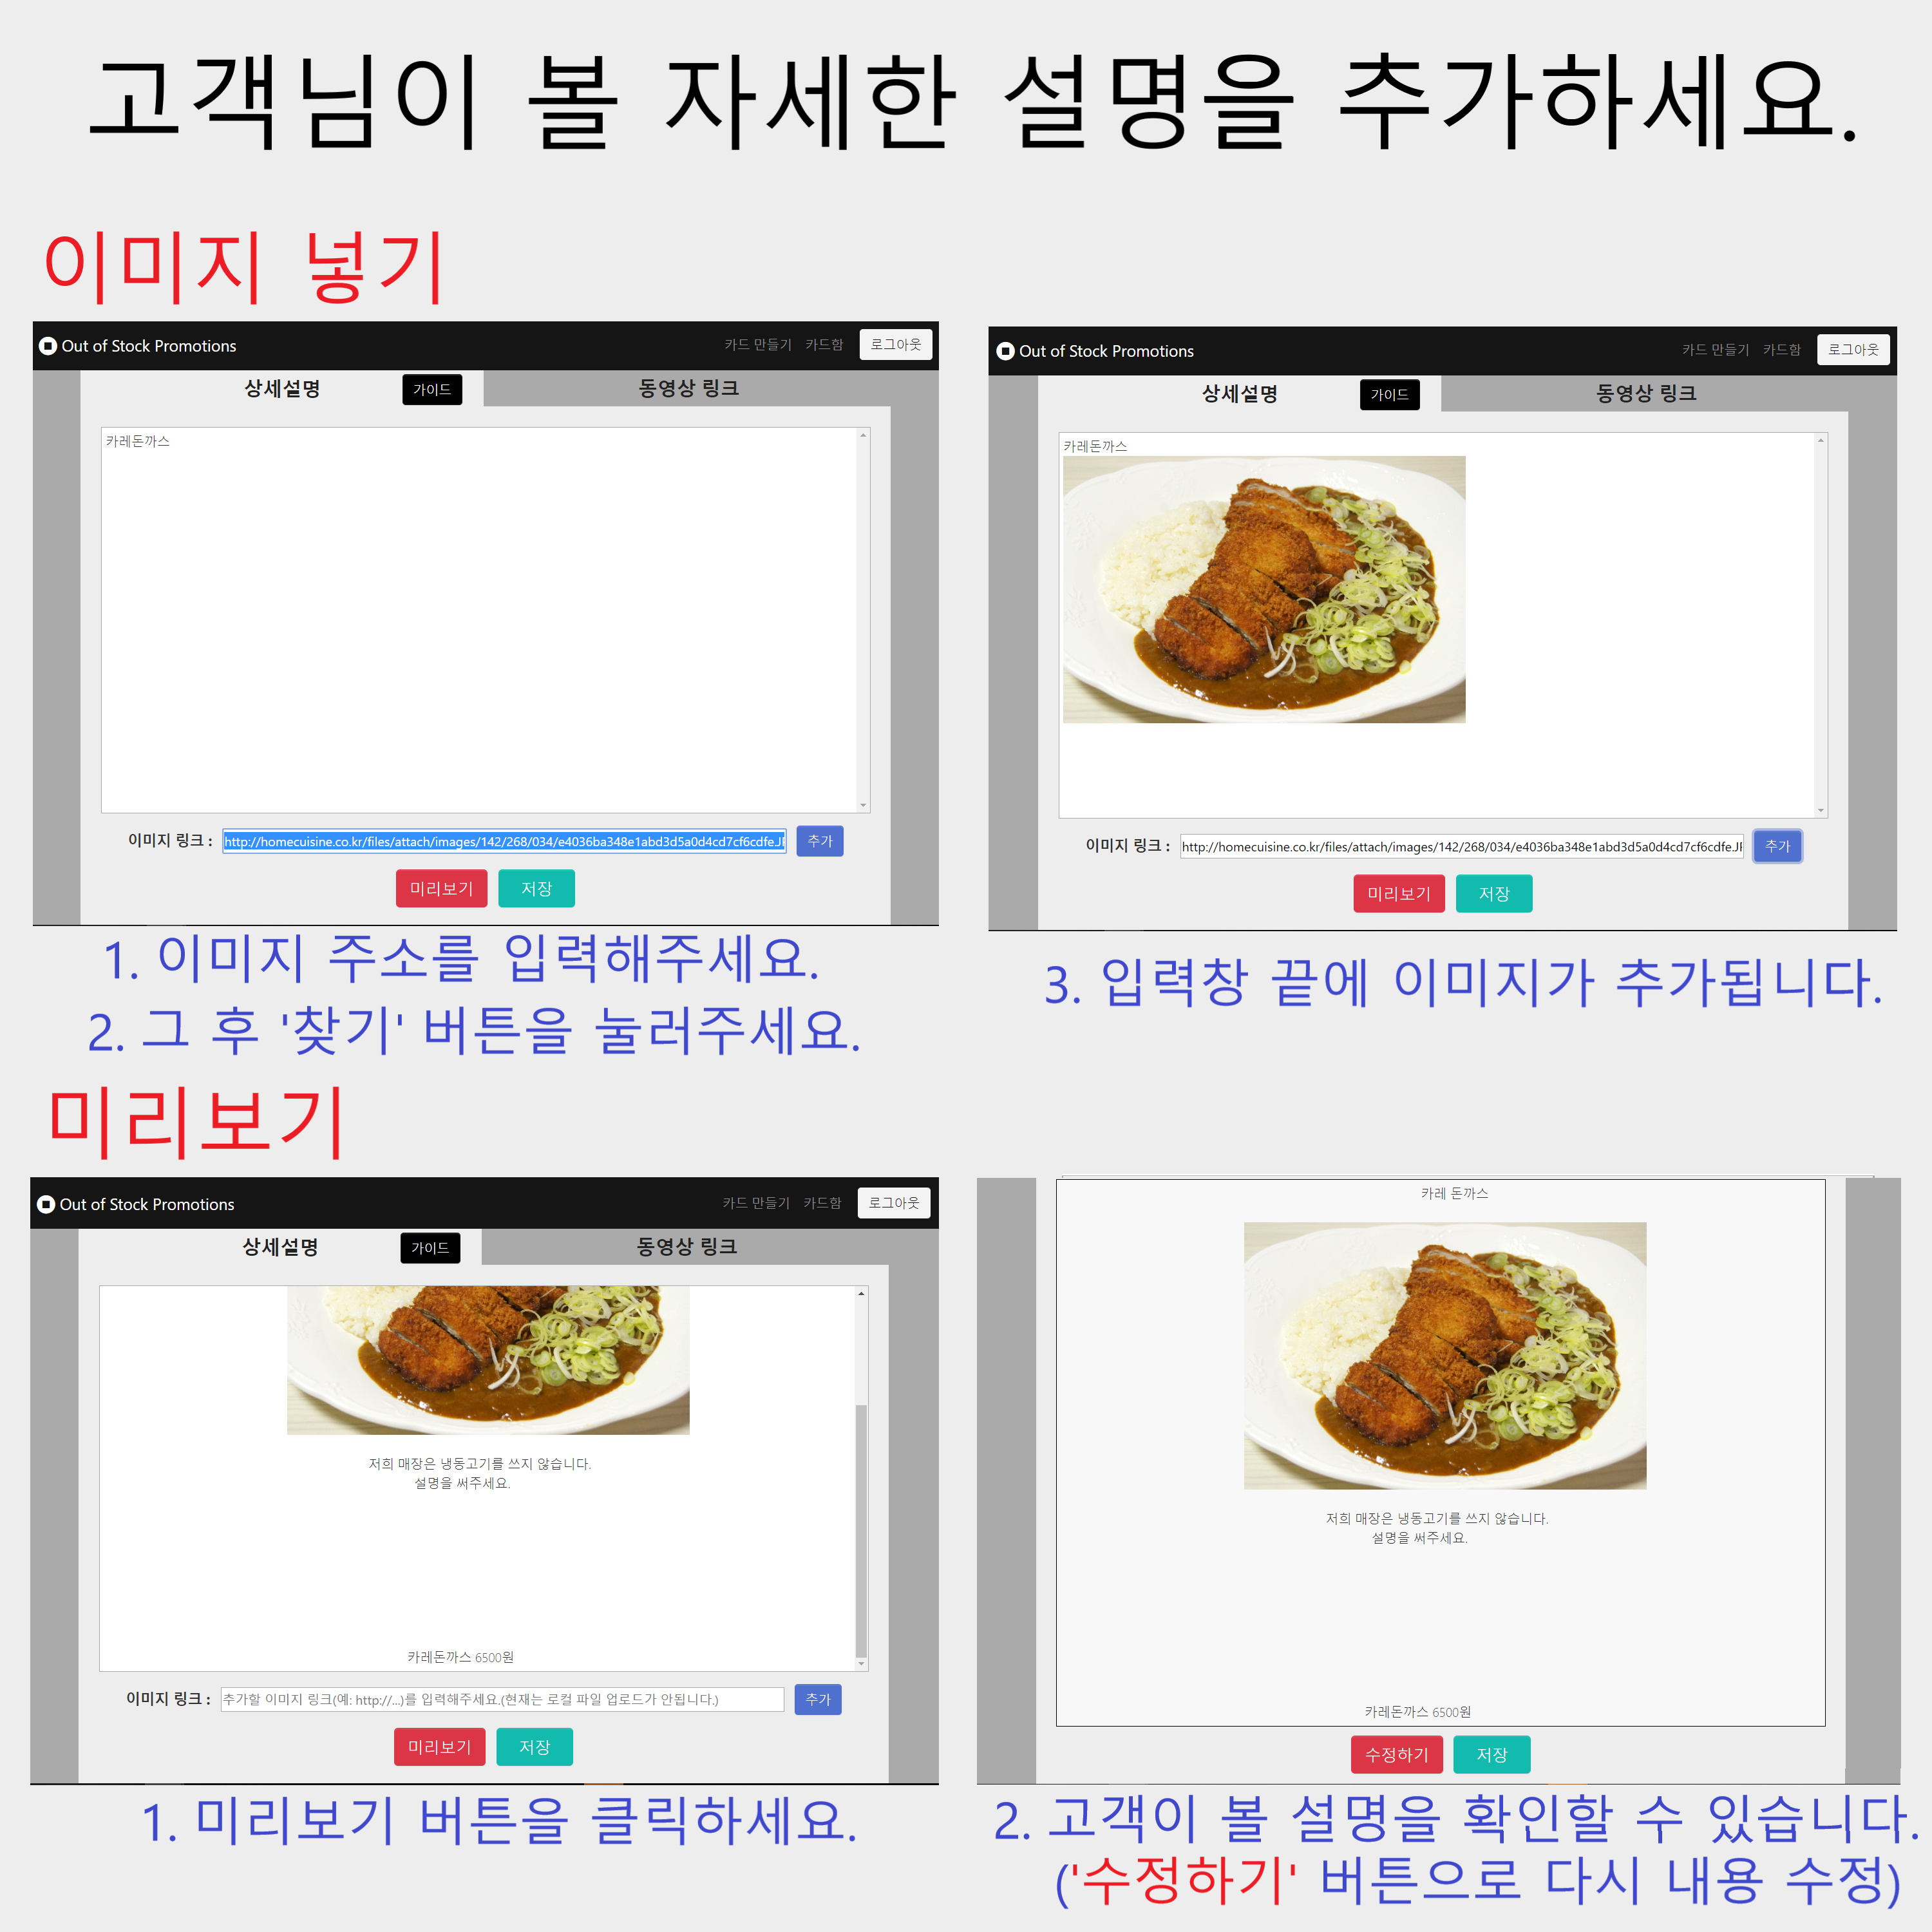 고객님이 볼 자세한 설명을 추가하세요.
이미지 넣기
Out of Stock Promotions
카드 만들기 카드함 로그아웃
상세설명 가이드 동영상 링크
카레돈까스
이미지 링크 : http://homecuisine.co.kr/files/attach/images/142/268/034/e4036ba348e1abd3d5a0d4cd7cf6cdfe.JF 추가
미리보기 저장
1. 이미지 주소를 입력해주세요.
2. 그 후 '찾기' 버튼을 눌러주세요.
Out of Stock Promotions
카드 만들기 카드함 로그아웃
상세설명 가이드 동영상 링크
카레돈까스
이미지 링크 : http://homecuisine.co.kr/files/attach/images/142/268/034/e4036ba348e1abd3d5a0d4cd7cf6cdfe.JF 추가
미리보기 저장
3. 입력창 끝에 이미지가 추가됩니다.
미리보기
Out of Stock Promotions
카드 만들기 카드함 로그아웃
상세설명 가이드 동영상 링크
저희 매장은 냉동고기를 쓰지 않습니다.
설명을 써주세요.
카레돈까스 6500원
이미지 링크 : 추가할 이미지 링크(예: http://...)를 입력해주세요.(현재는 로컬 파일 업로드가 안됩니다.) 추가
미리보기 저장
1. 미리보기 버튼을 클릭하세요.
카레 돈까스
저희 매장은 냉동고기를 쓰지 않습니다.
설명을 써주세요.
카레돈까스 6500원
수정하기 저장
2. 고객이 볼 설명을 확인할 수 있습니다.
('수정하기' 버튼으로 다시 내용 수정)